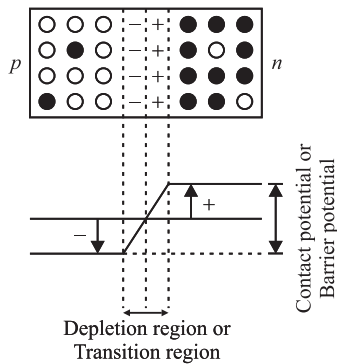 p
− +
− +
− +
− +
n
− +
Contact potential or
Barrier potential
Depletion region or
Transition region